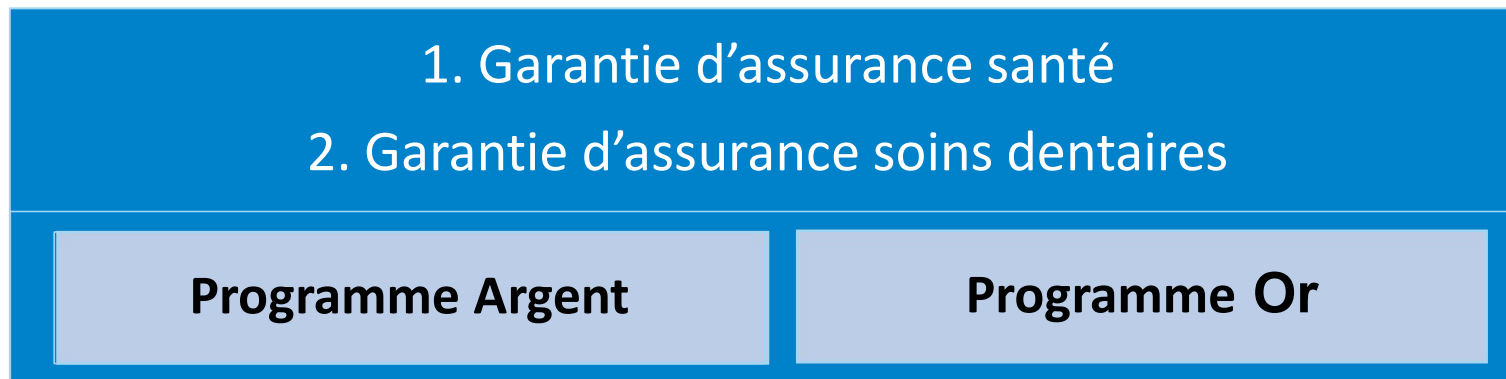 1. Garantie d’assurance santé
2. Garantie d’assurance soins dentaires
Programme Argent
Programme Or